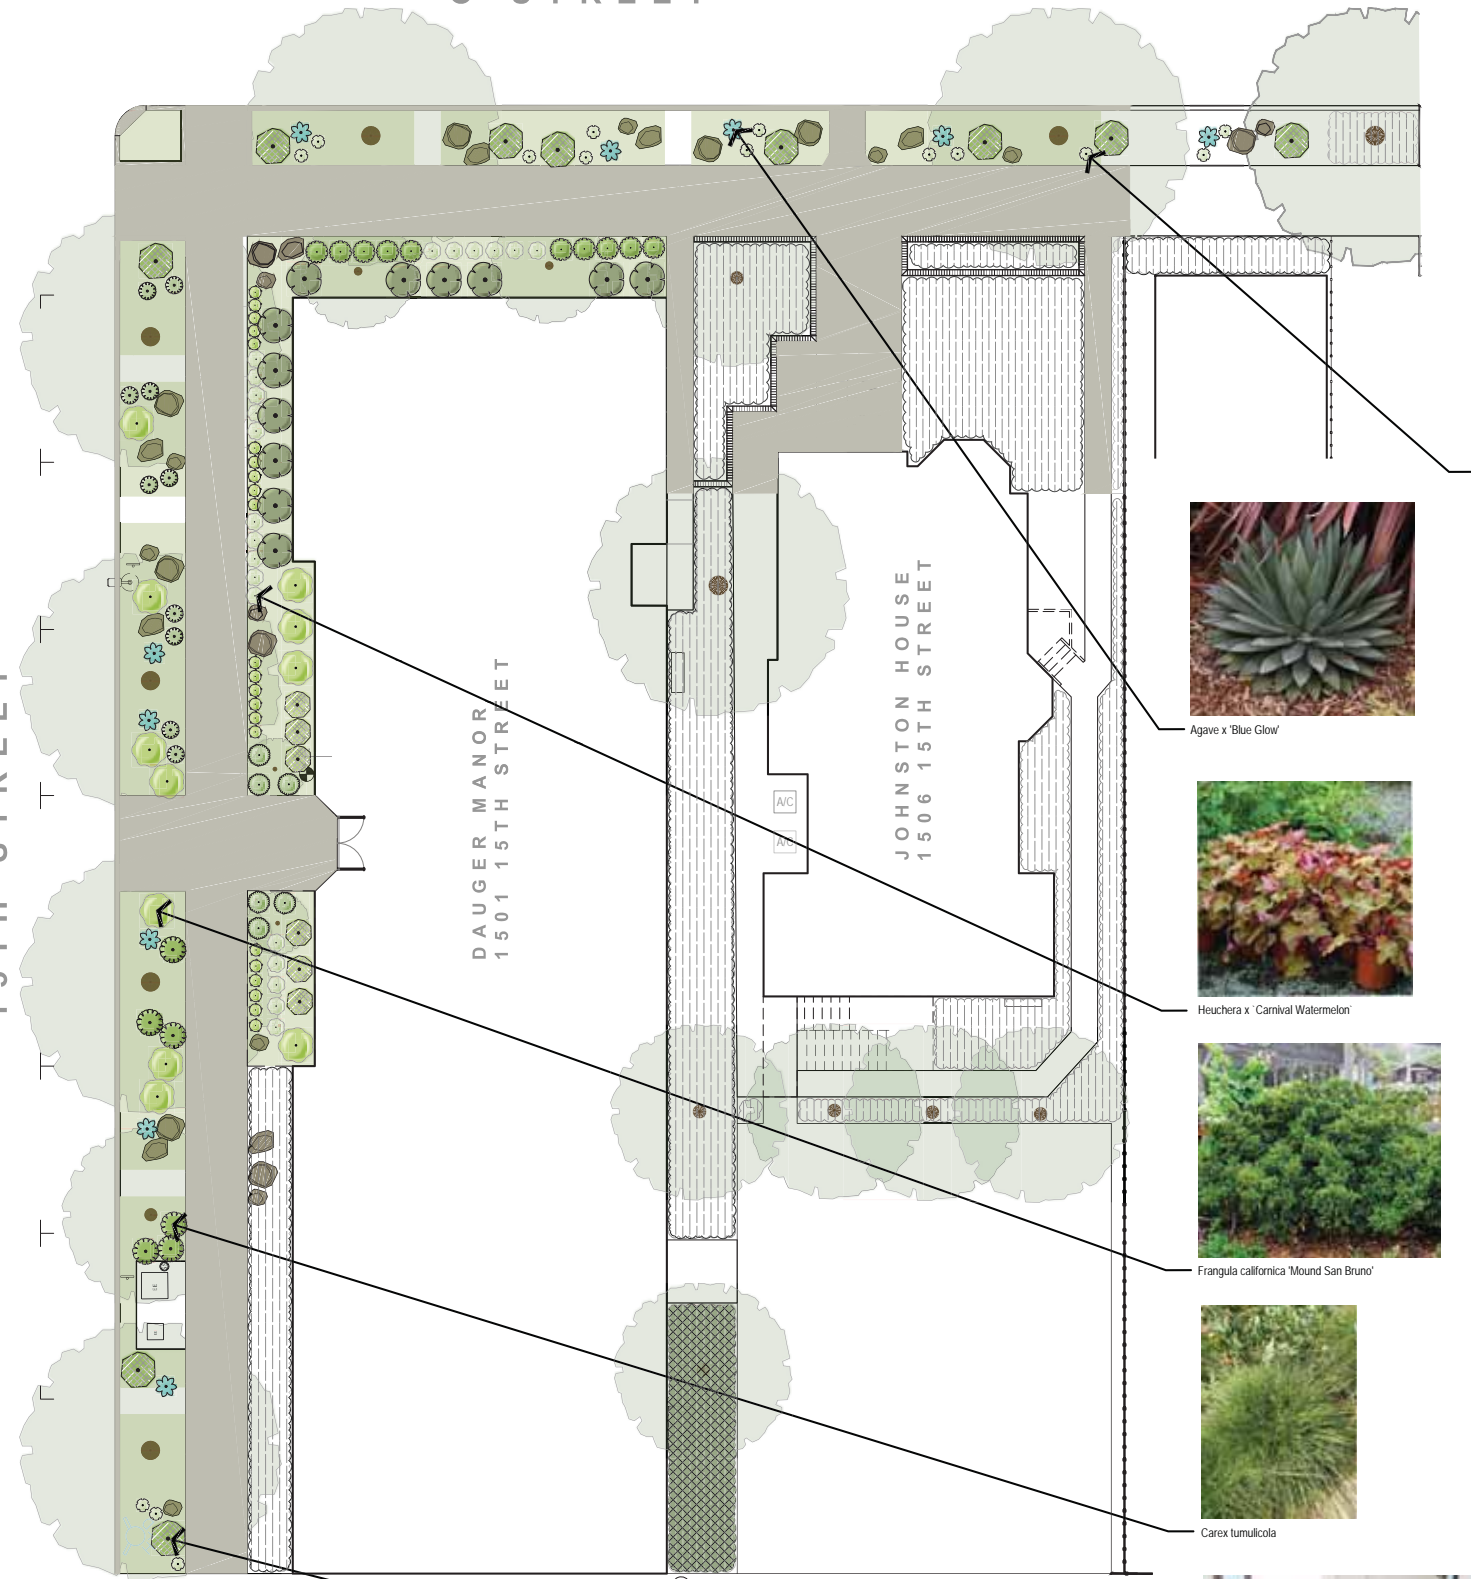 DAUGER MANOR
1501 15TH STREET
JOHNSTON HOUSE
1506 15TH STREET
A/C
A/C
Agave x 'Blue Glow'
Heuchera x `Carnival Watermelon`
Frangula californica 'Mound San Bruno'
Carex tumulicola